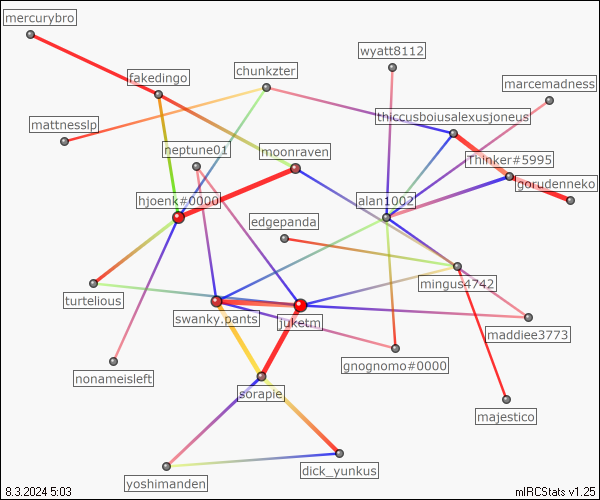 mercurybro
wyatt8112
fakedingo
chunkzter
marcemadness
mattnesslp
thiccusboiusalexusjoneus
neptune01
moonraven
Thinker#5995
gorudenneko
hjoenk#0000
alan1002
edgepanda
mingus4742
turtelious
swanky.pants
juketm
maddiee3773
gnognomo#0000
nonameisleft
sorapie
majestico
dick_yunkus
yoshimanden
8.3.2024 5:03
mIRCStats v1.25